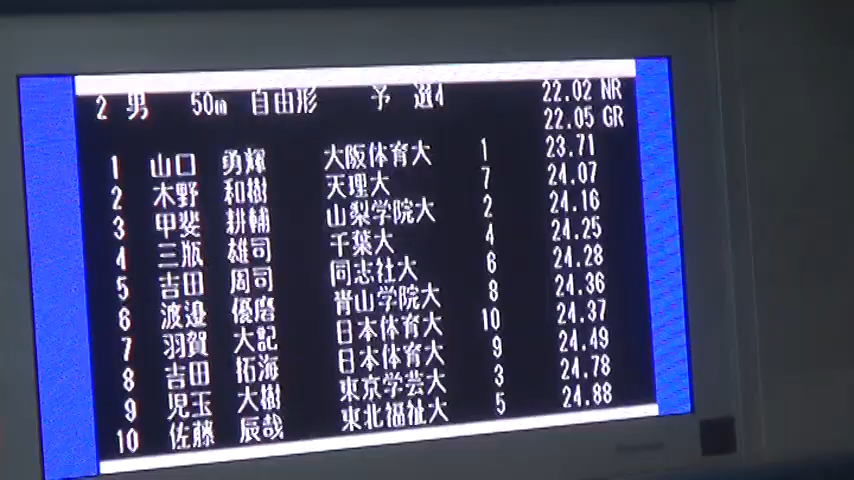 2 男 50m 自由形 予 選4 22.02 NR
22.05 GR
1 山口 勇輝 大阪体育大 1 23.71
2 木野 和樹 天理大 7 24.07
3 甲斐 耕輔 山梨学院大 2 24.16
4 三瓶 雄司 千葉大 4 24.25
5 吉田 周司 同志社大 6 24.28
6 渡邉 優磨 青山学院大 8 24.36
7 羽賀 大記 日本体育大 10 24.37
8 吉田 拓海 日本体育大 9 24.49
9 児玉 大樹 東京学芸大 3 24.78
10 佐藤 辰哉 東北福祉大 5 24.88